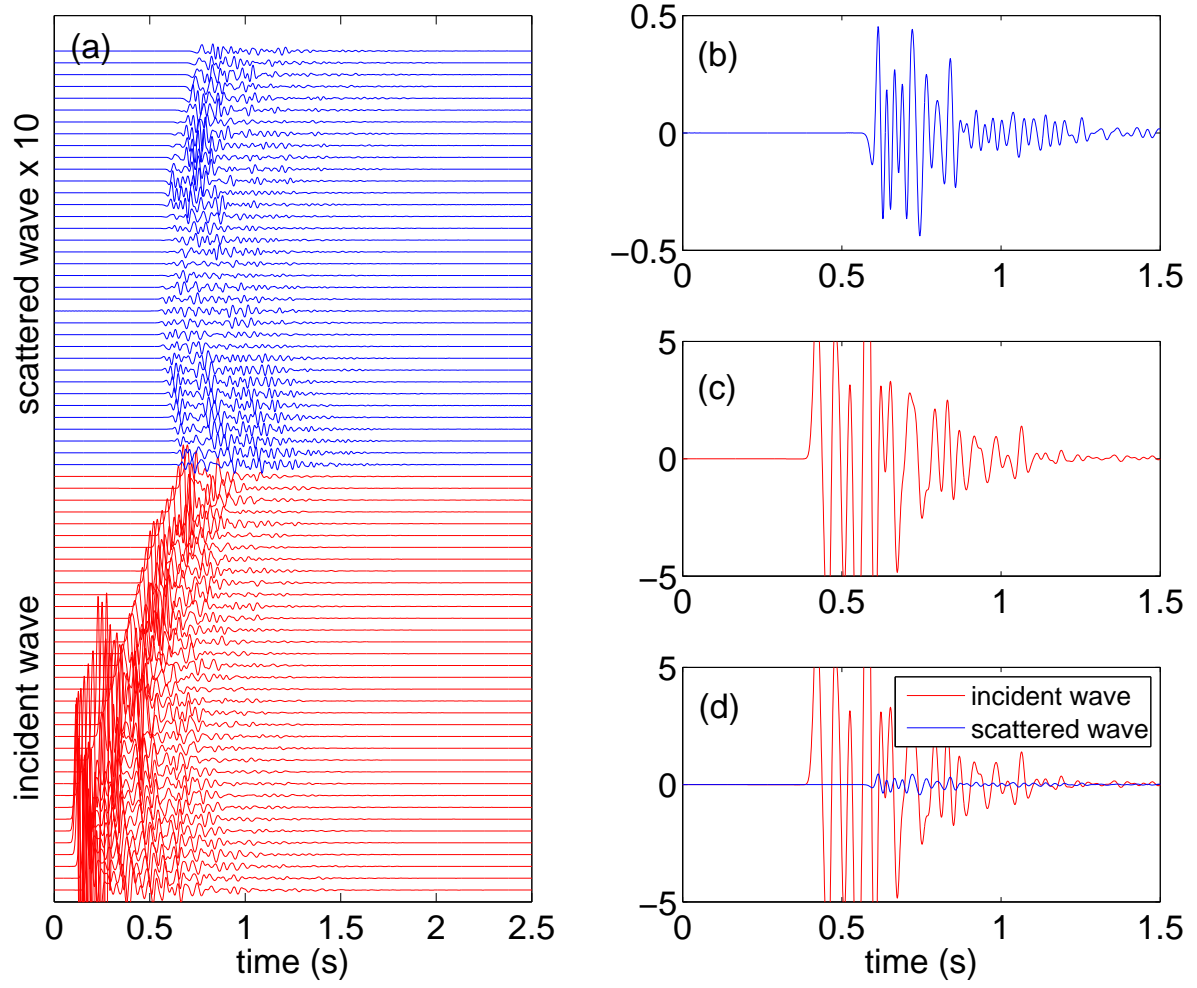 (a)
scattered wave x 10
incident wave
0 0.5 1 1.5 2 2.5
time (s)
(b)
0.5
0
−0.5
0 0.5 1 1.5
(c)
5
0
−5
0 0.5 1 1.5
(d)
incident wave
scattered wave
5
0
−5
0 0.5 1 1.5
time (s)